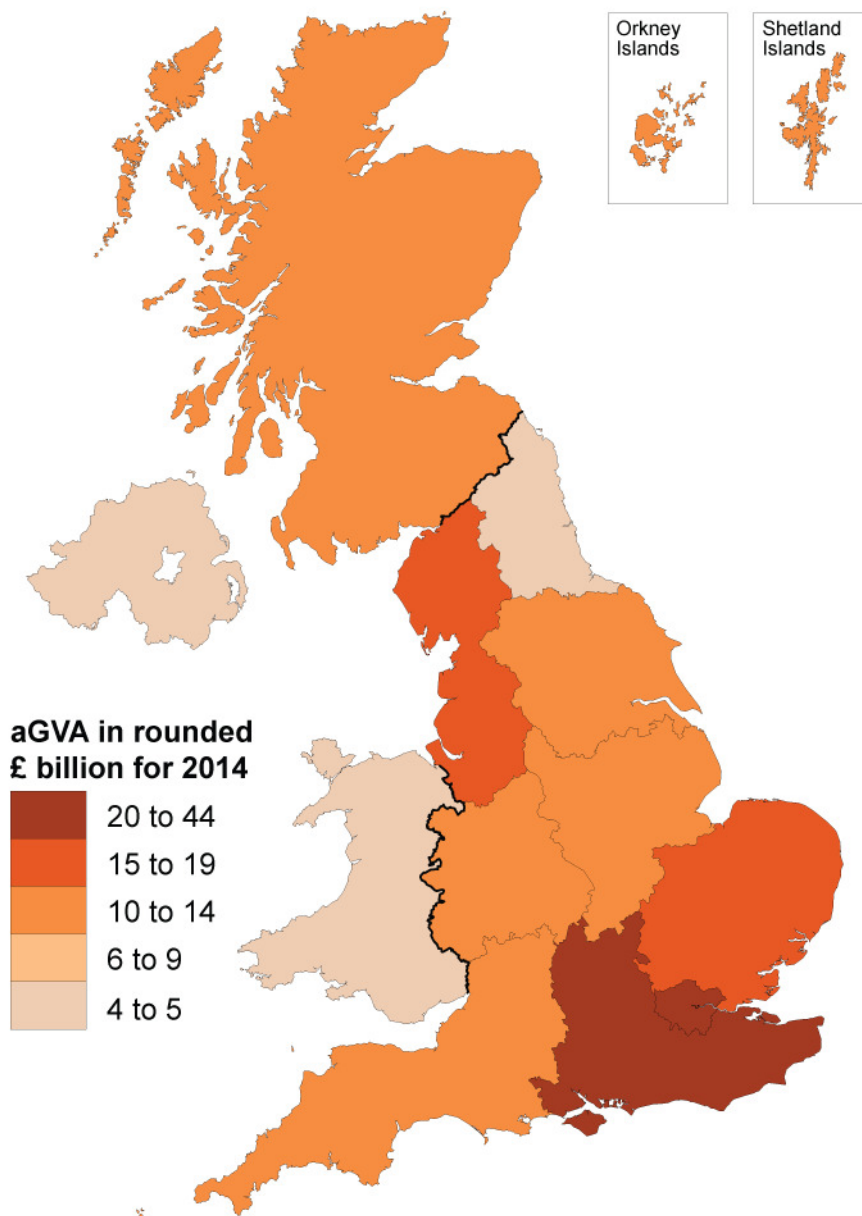 Orkney
Islands
Shetland
Islands
aGVA in rounded
£ billion for 2014
20 to 44
15 to 19
10 to 14
6 to 9
4 to 5